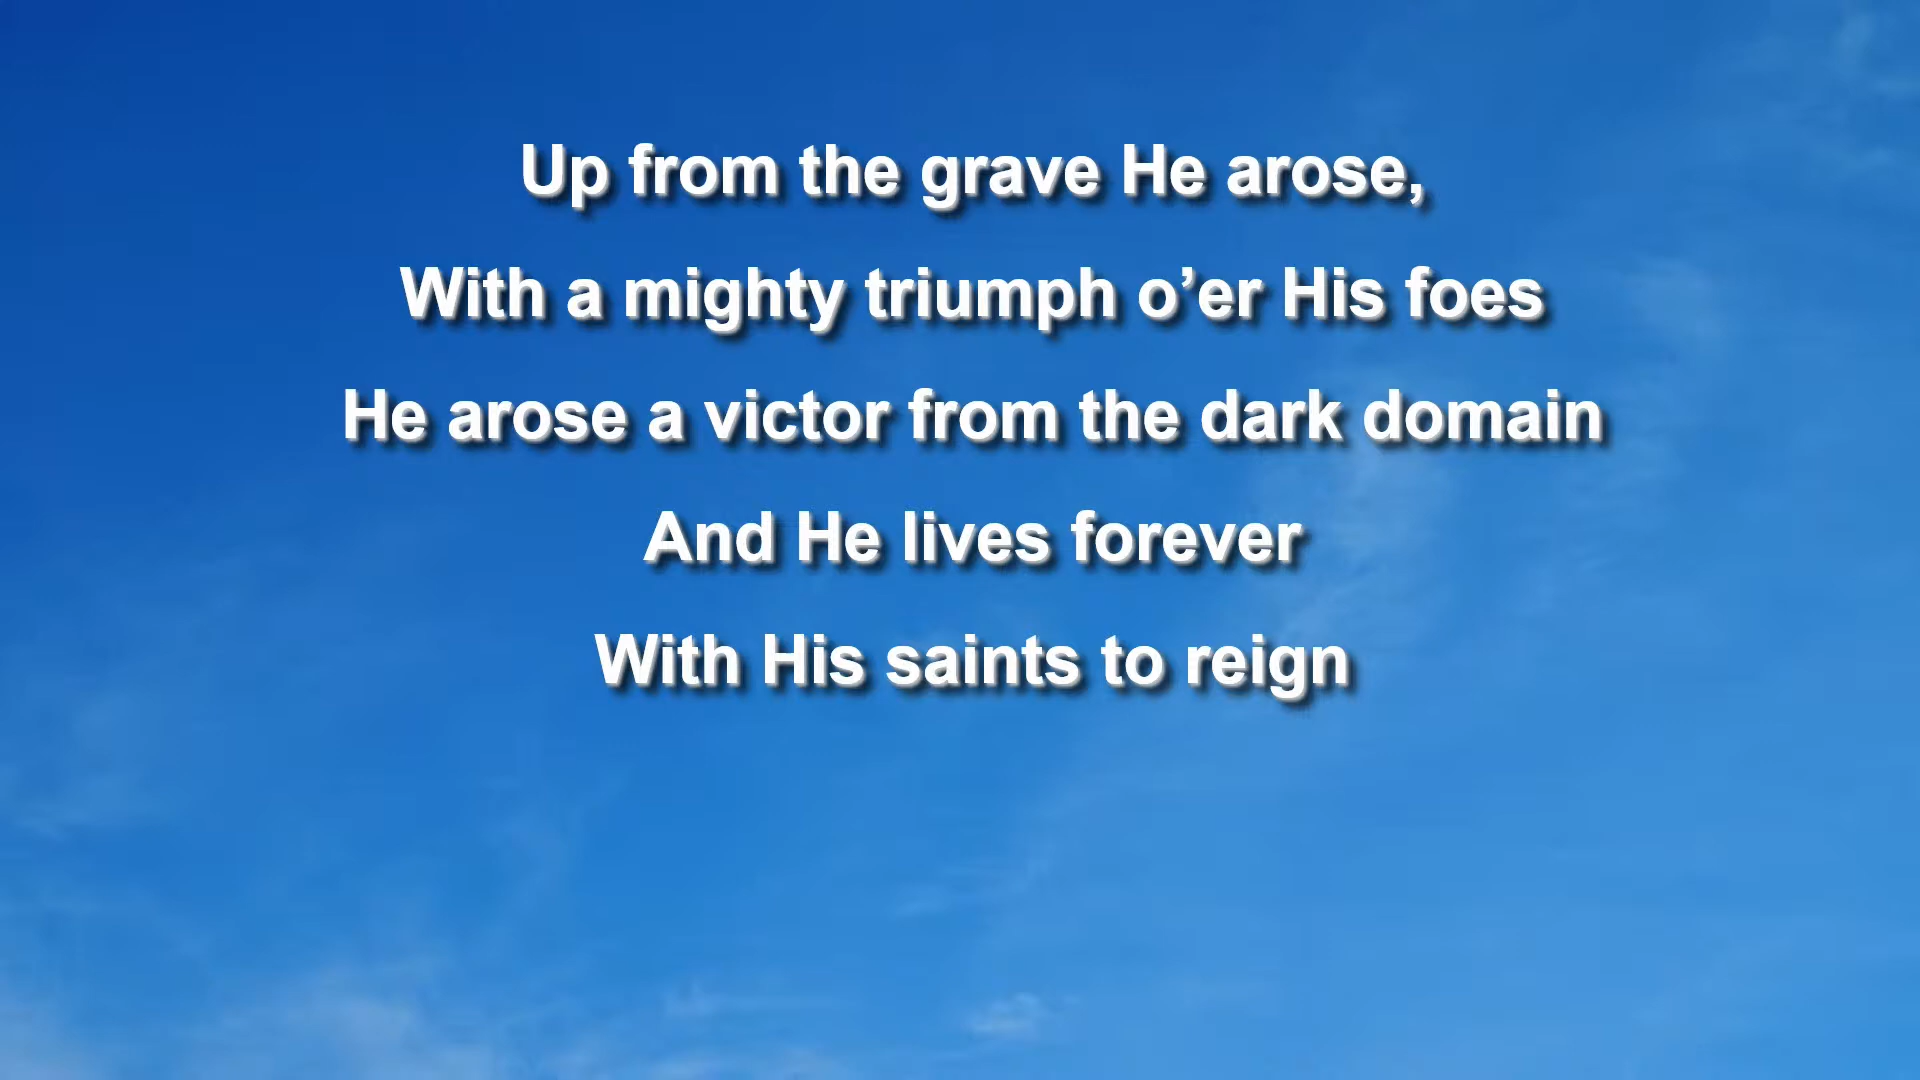 Up from the grave He arose,
With a mighty triumph o’er His foes
He arose a victor from the dark domain
And He lives forever
With His saints to reign